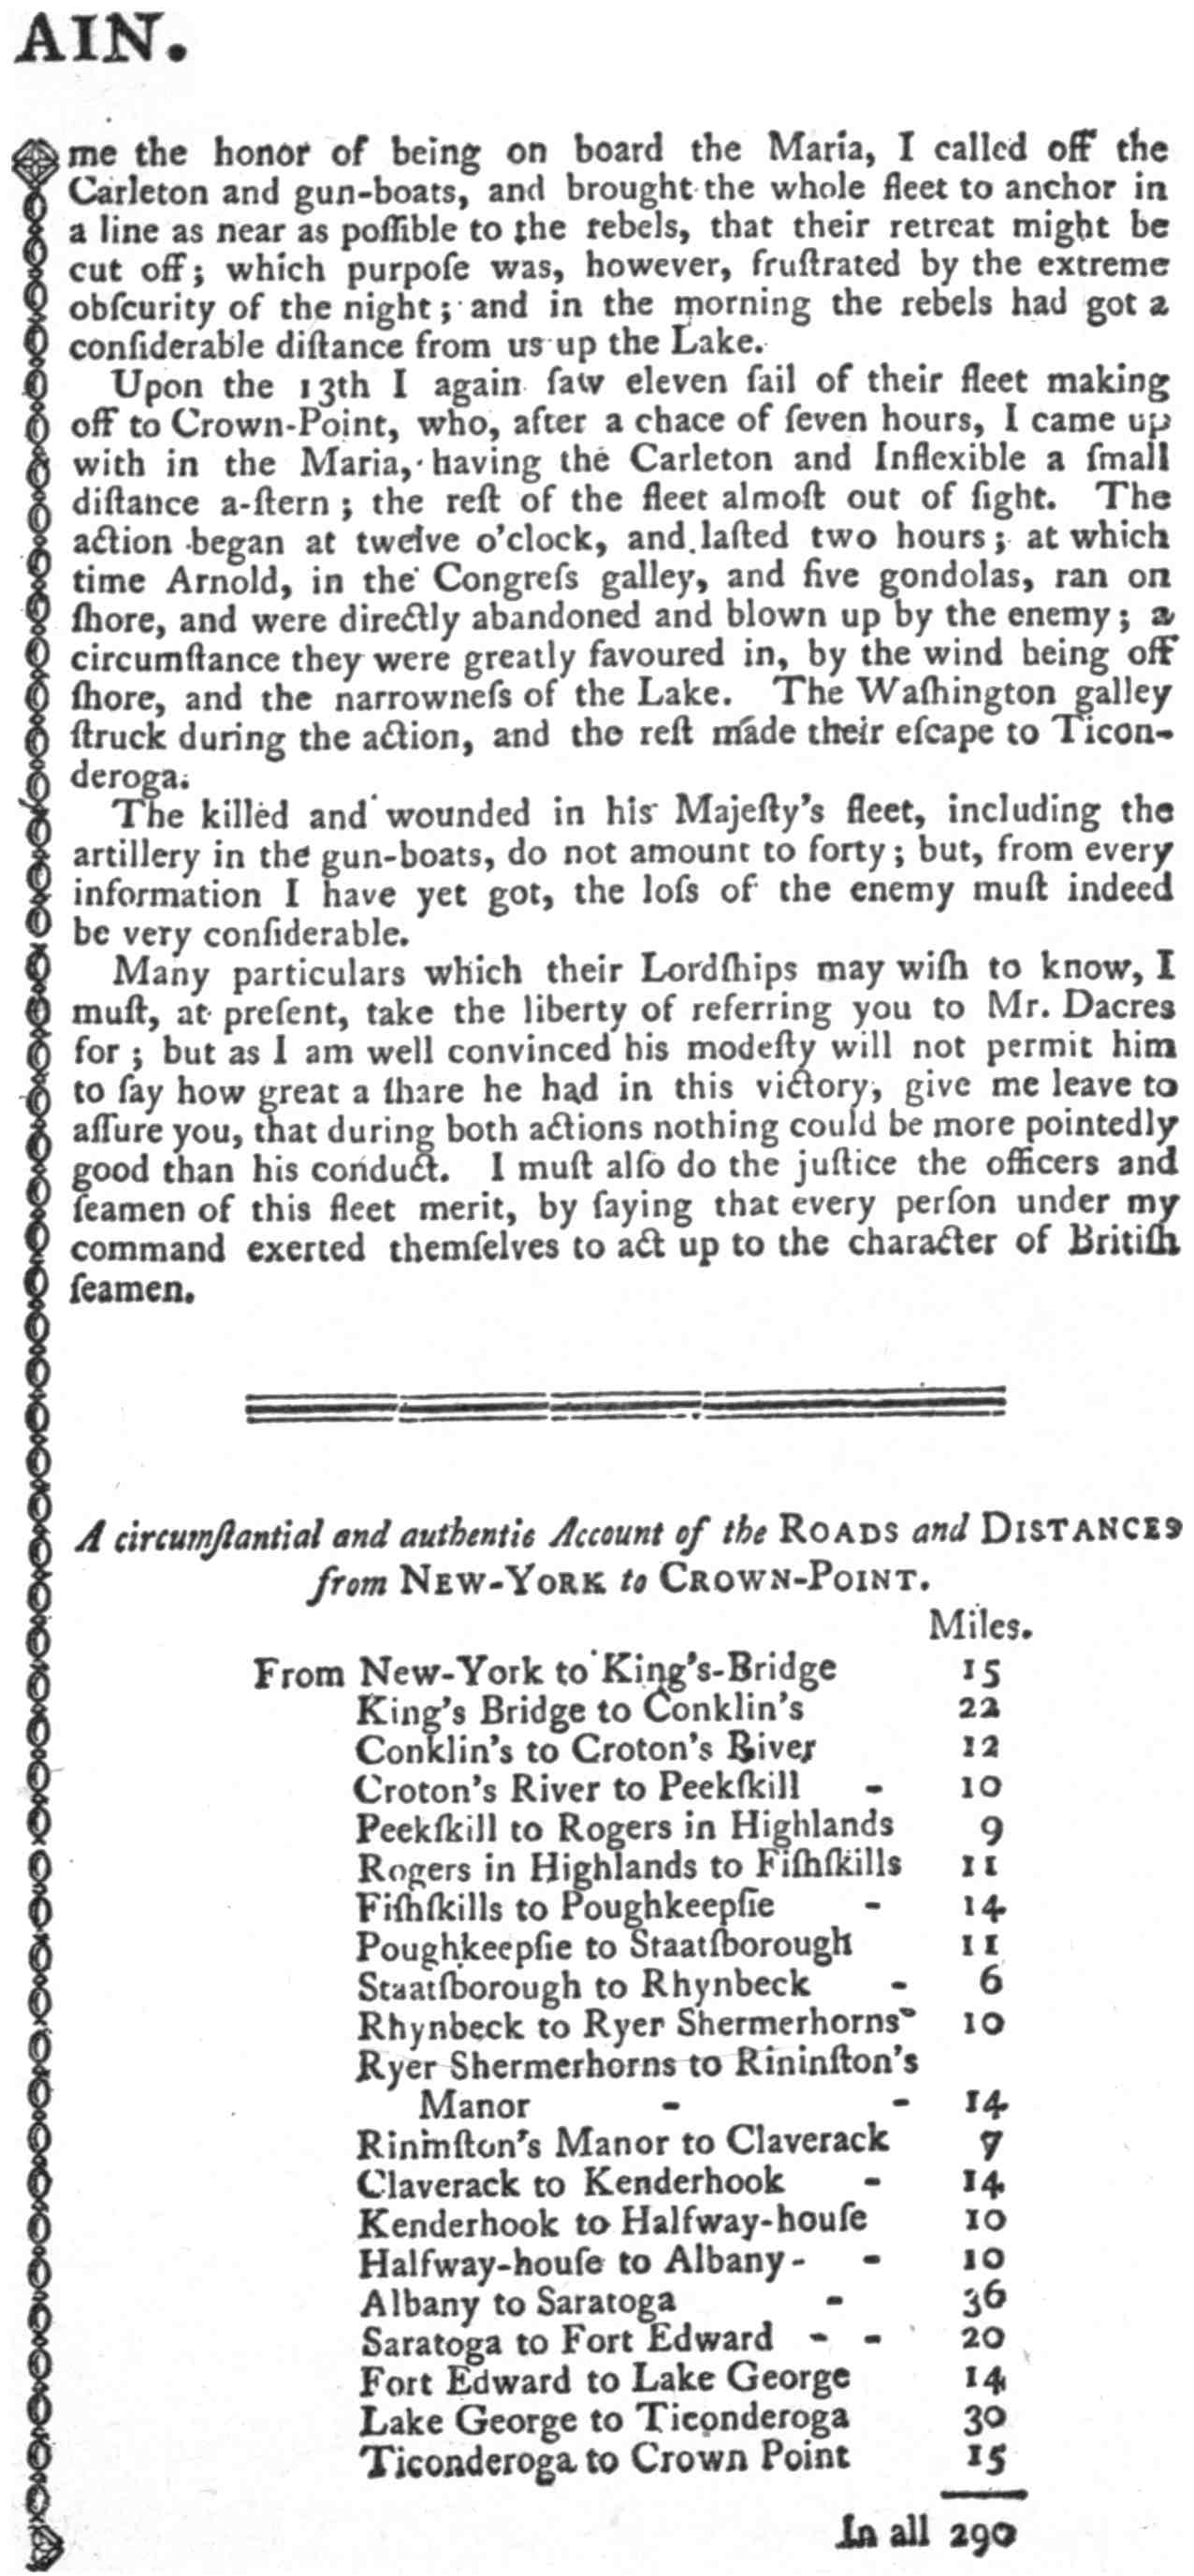 AIN.
me the honor of being on board the Maria, I called off the
Carleton and gun-boats, and brought the whole fleet to anchor in
a line as near as poſſible to the rebels, that their retreat might be
cut off; which purpoſe was, however, fruſtrated by the extreme
obſcurity of the night; and in the morning the rebels had got a
conſiderable diſtance from us up the Lake.
Upon the 13th I again ſaw eleven ſail of their fleet making
off to Crown-Point, who, after a chace of ſeven hours, I came up
with in the Maria, having the Carleton and Inflexible a ſmall
diſtance a-ſtern; the reſt of the fleet almoſt out of ſight. The
action began at twelve o'clock, and laſted two hours; at which
time Arnold, in the Congreſs galley, and five gondolas, ran on
ſhore, and were directly abandoned and blown up by the enemy; a
circumſtance they were greatly favoured in, by the wind being off
ſhore, and the narrowneſs of the Lake. The Waſhington galley
ſtruck during the action, and the reſt made their eſcape to Ticon-
deroga.
The killed and wounded in his Majeſty's fleet, including the
artillery in the gun-boats, do not amount to forty; but, from every
information I have yet got, the loſs of the enemy muſt indeed
be very conſiderable.
Many particulars which their Lordſhips may wiſh to know, I
muſt, at preſent, take the liberty of referring you to Mr. Dacres
for; but as I am well convinced his modeſty will not permit him
to ſay how great a ſhare he had in this victory, give me leave to
aſſure you, that during both actions nothing could be more pointedly
good than his conduct. I muſt alſo do the juſtice the officers and
ſeamen of this fleet merit, by ſaying that every perſon under my
command exerted themſelves to act up to the character of Britiſh
ſeamen.
A circumſtantial and authentic Account of the ROADS and DISTANCES
from NEW-YORK to CROWN-POINT.
Miles.
From New-York to King's-Bridge 15
King's Bridge to Conklin's 22
Conklin's to Croton's River 12
Croton's River to Peekſkill - 10
Peekſkill to Rogers in Highlands 9
Rogers in Highlands to Fiſhſkills 11
Fiſhſkills to Poughkeepſie - 14
Poughkeepſie to Staatſborough 11
Staatſborough to Rhynbeck - 6
Rhynbeck to Ryer Shermerhorns - 10
Ryer Shermerhorns to Rininſton's
Manor - - 14
Rininſton's Manor to Claverack 7
Claverack to Kenderhook - 14
Kenderhook to Halfway-houſe 10
Halfway-houſe to Albany - - 10
Albany to Saratoga - 36
Saratoga to Fort Edward - - 20
Fort Edward to Lake George 14
Lake George to Ticonderoga 30
Ticonderoga to Crown Point 15
In all 290